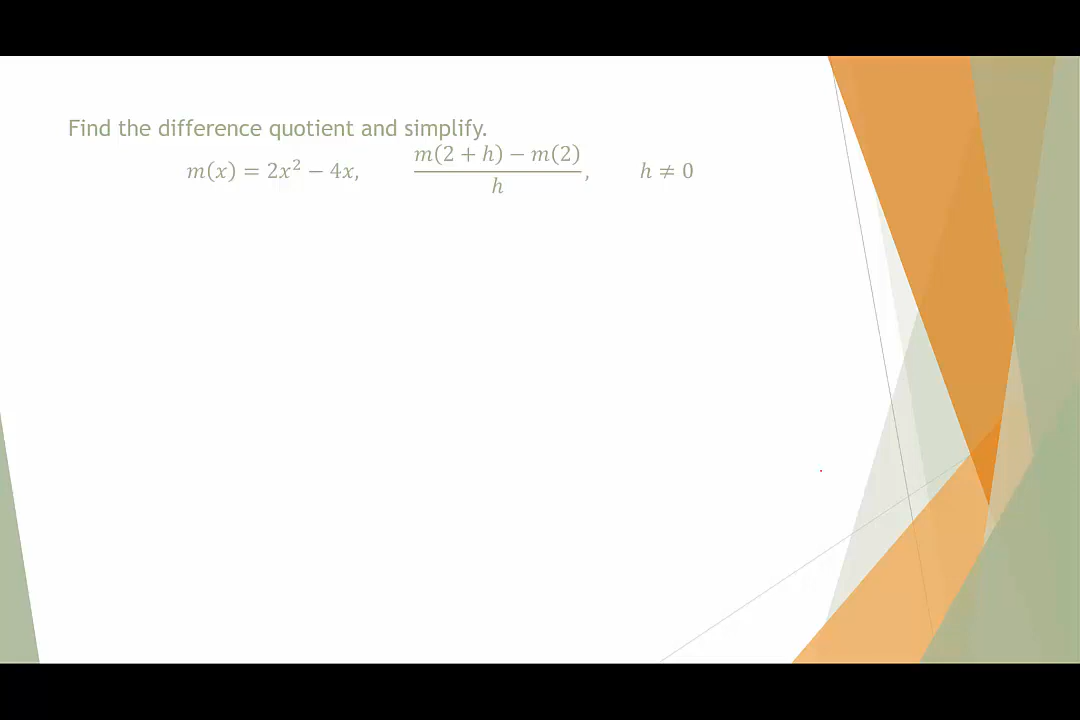 Find the difference quotient and simplify.
m(x) = 2x² − 4x, m(2 + h) − m(2) / h, h ≠ 0